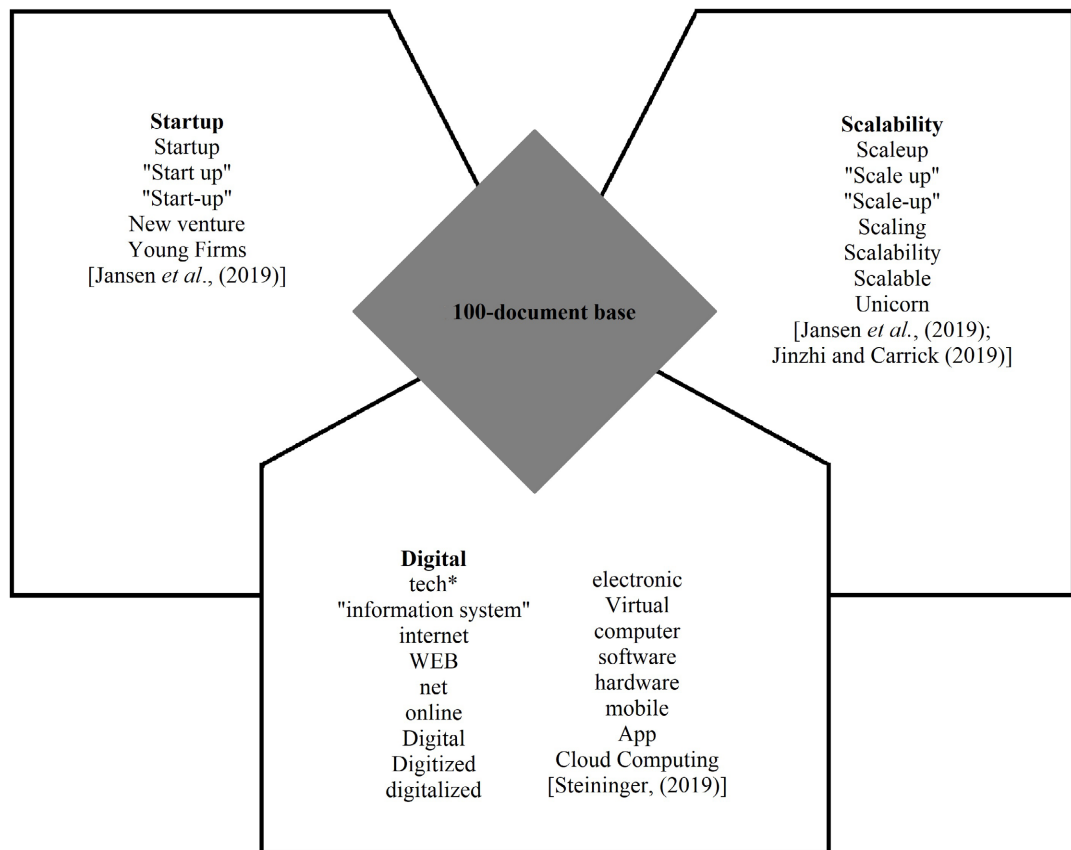 Startup
Startup
"Start up"
"Start-up"
New venture
Young Firms
[Jansen et al., (2019)]
Scalability
Scaleup
"Scale up"
"Scale-up"
Scaling
Scalability
Scalable
Unicorn
[Jansen et al., (2019);
Jinzhi and Carrick (2019)]
100-document base
Digital
tech*
"information system"
internet
WEB
net
online
Digital
Digitized
digitalized
electronic
Virtual
computer
software
hardware
mobile
App
Cloud Computing
[Steininger, (2019)]